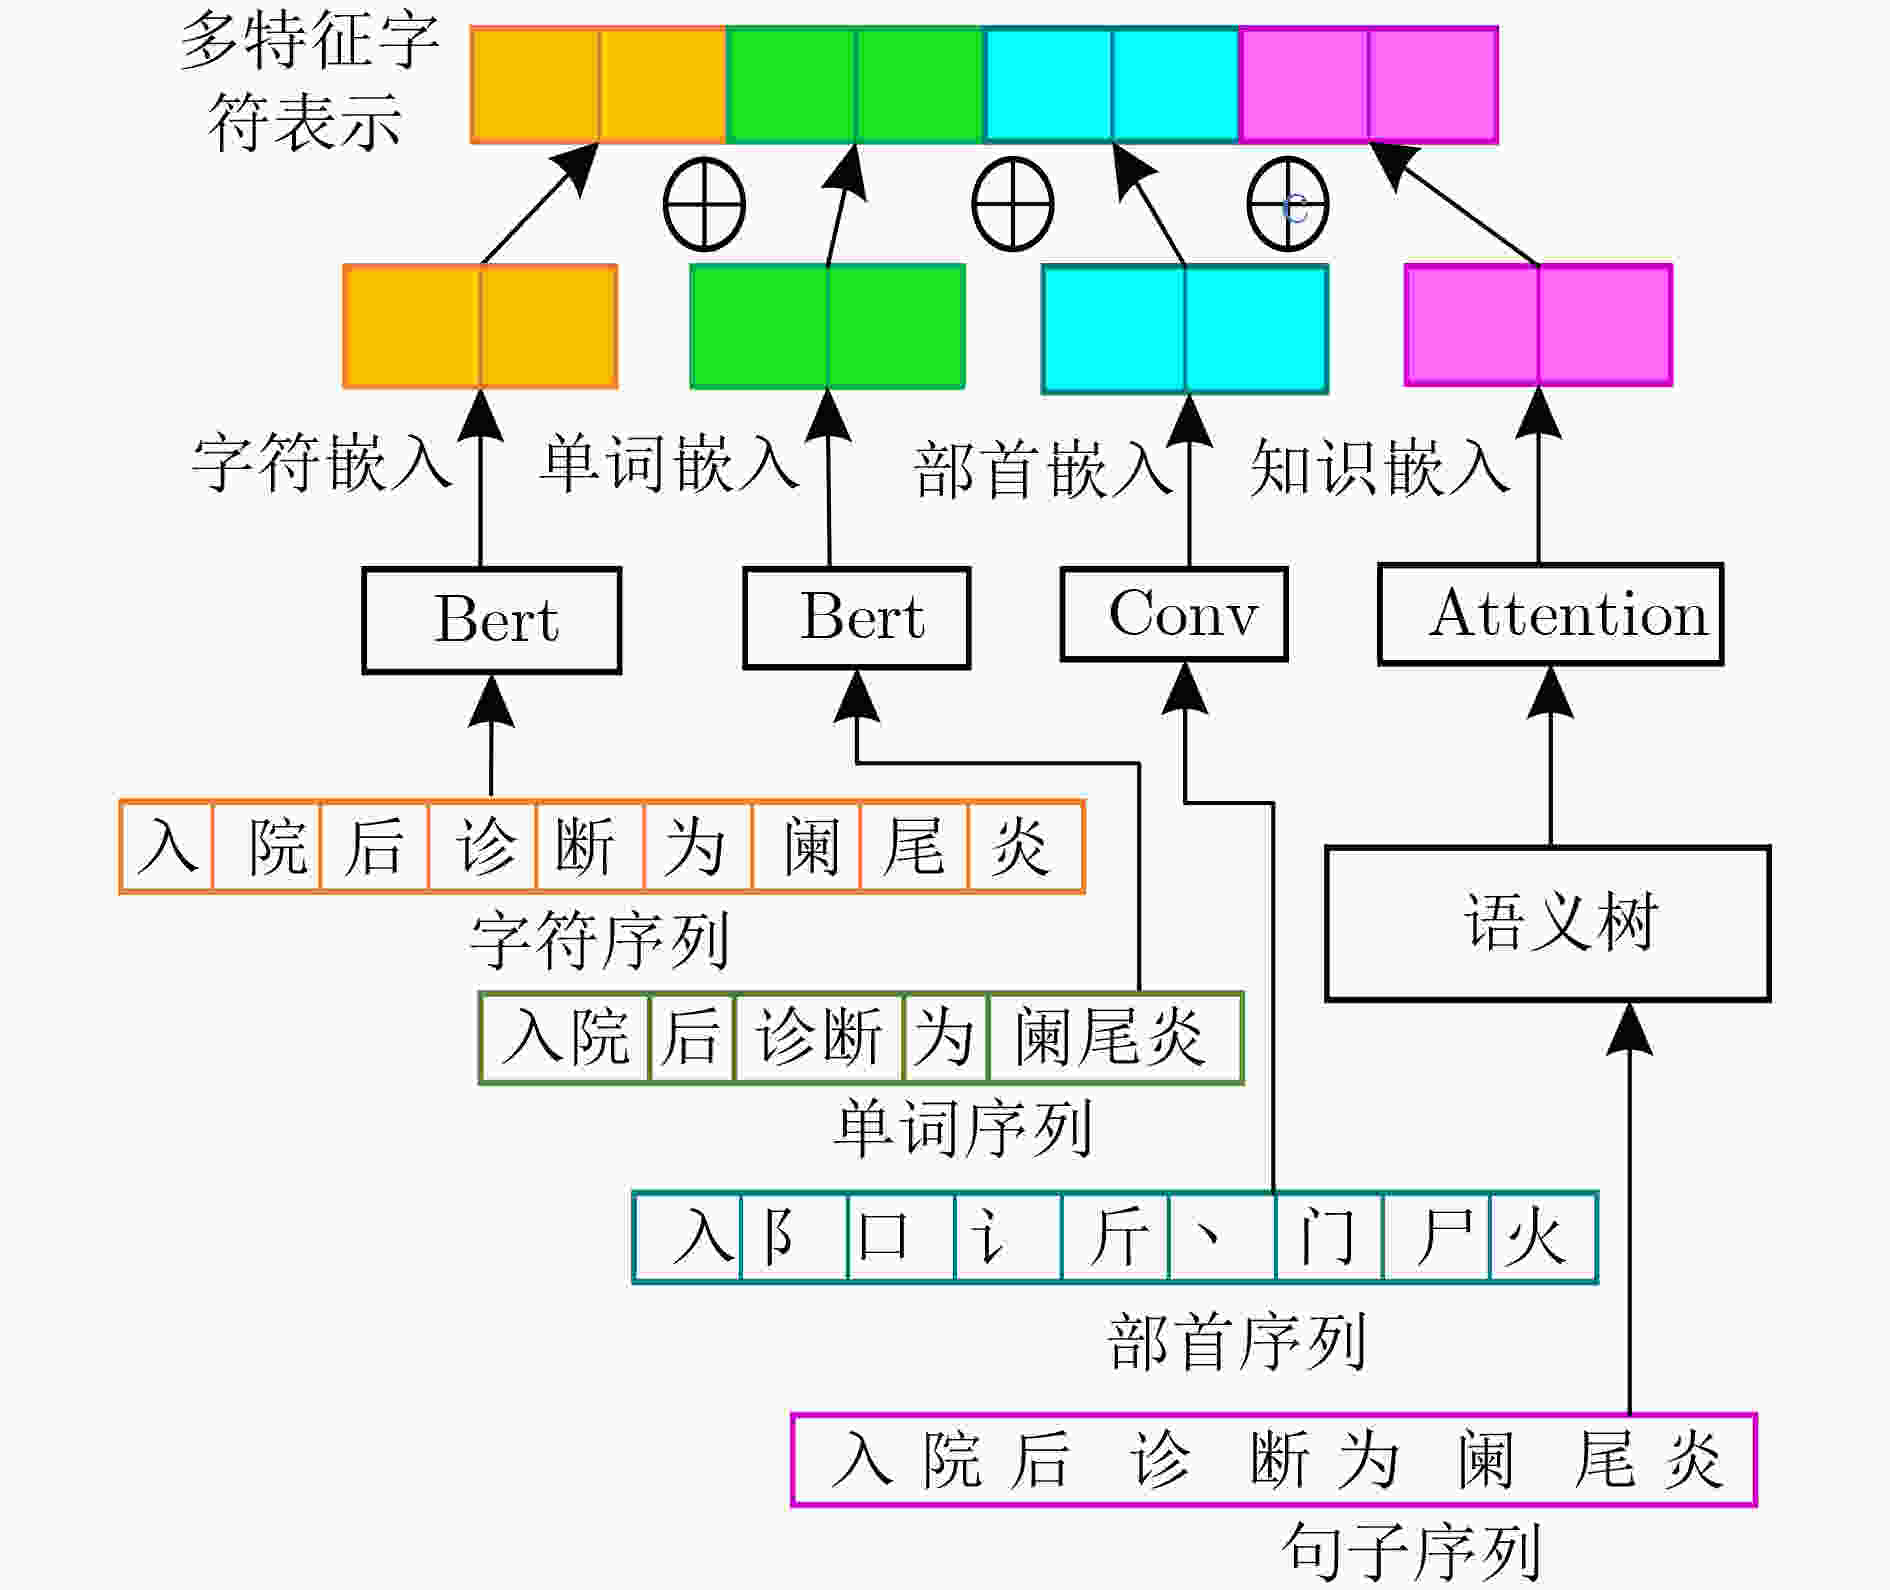 多特征字
符表示
C
字符嵌入
单词嵌入
部首嵌入
知识嵌入
Bert
Bert
Conv
Attention
入 院 后 诊 断 为 阑 尾 炎
字符序列
语义树
入院 后 诊断 为 阑尾炎
单词序列
入 阝 口 讠 斤 丶 门 尸 火
部首序列
入 院 后 诊 断 为 阑 尾 炎
句子序列